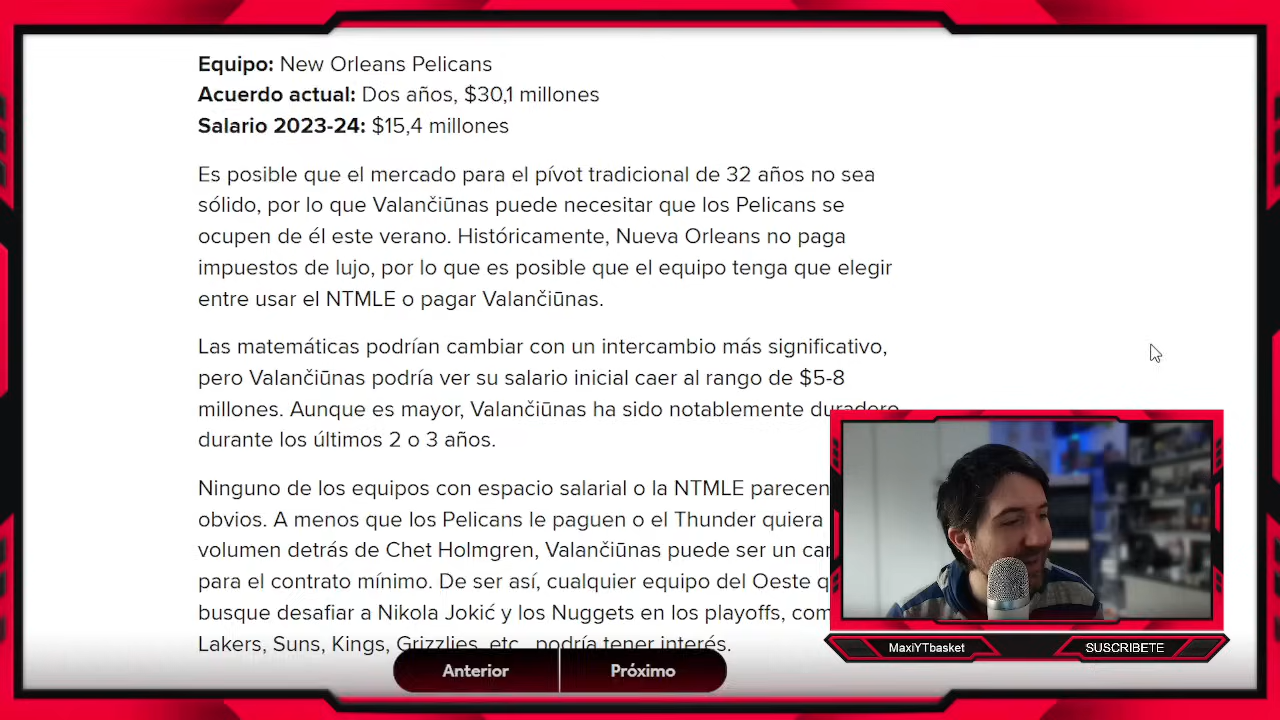 Equipo: New Orleans Pelicans
Acuerdo actual: Dos años, $30,1 millones
Salario 2023-24: $15,4 millones
Es posible que el mercado para el pívot tradicional de 32 años no sea
sólido, por lo que Valančiūnas puede necesitar que los Pelicans se
ocupen de él este verano. Históricamente, Nueva Orleans no paga
impuestos de lujo, por lo que es posible que el equipo tenga que elegir
entre usar el NTMLE o pagar Valančiūnas.
Las matemáticas podrían cambiar con un intercambio más significativo,
pero Valančiūnas podría ver su salario inicial caer al rango de $5-8
millones. Aunque es mayor, Valančiūnas ha sido notablemente duradero
durante los últimos 2 o 3 años.
Ninguno de los equipos con espacio salarial o la NTMLE parecen
obvios. A menos que los Pelicans le paguen o el Thunder quiera
volumen detrás de Chet Holmgren, Valančiūnas puede ser un
para el contrato mínimo. De ser así, cualquier equipo del Oeste
busque desafiar a Nikola Jokić y los Nuggets en los playoffs,
Lakers, Suns, Kings, Grizzlies, etc., podría tener interés.
Anterior
Próximo
MaxiYTbasket
SUSCRIBETE